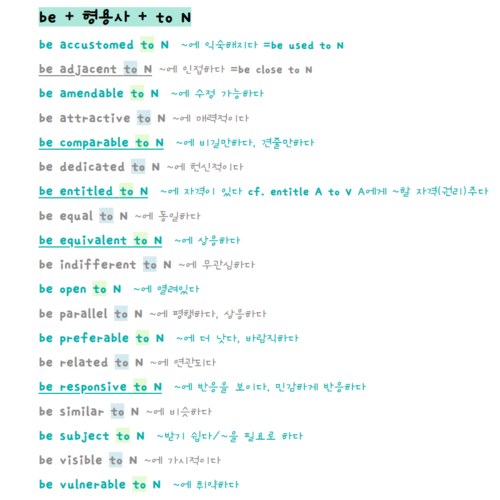 be + 형용사 + to N
be accustomed to N ~에 익숙해지다 =be used to N
be adjacent to N ~에 인접하다 =be close to N
be amendable to N ~에 수정 가능하다
be attractive to N ~에 매력적이다
be comparable to N ~에 비길만하다, 견줄만하다
be dedicated to N ~에 헌신적이다
be entitled to N ~에 자격이 있다 cf. entitle A to V A에게 ~할 자격(권리)주다
be equal to N ~에 동일하다
be equivalent to N ~에 상응하다
be indifferent to N ~에 무관심하다
be open to N ~에 열려있다
be parallel to N ~에 평행하다, 상응하다
be preferable to N ~에 더 낫다, 바람직하다
be related to N ~에 연관되다
be responsive to N ~에 반응을 보이다, 민감하게 반응하다
be similar to N ~에 비슷하다
be subject to N ~받기 쉽다/~을 필요로 하다
be visible to N ~에 가시적이다
be vulnerable to N ~에 취약하다